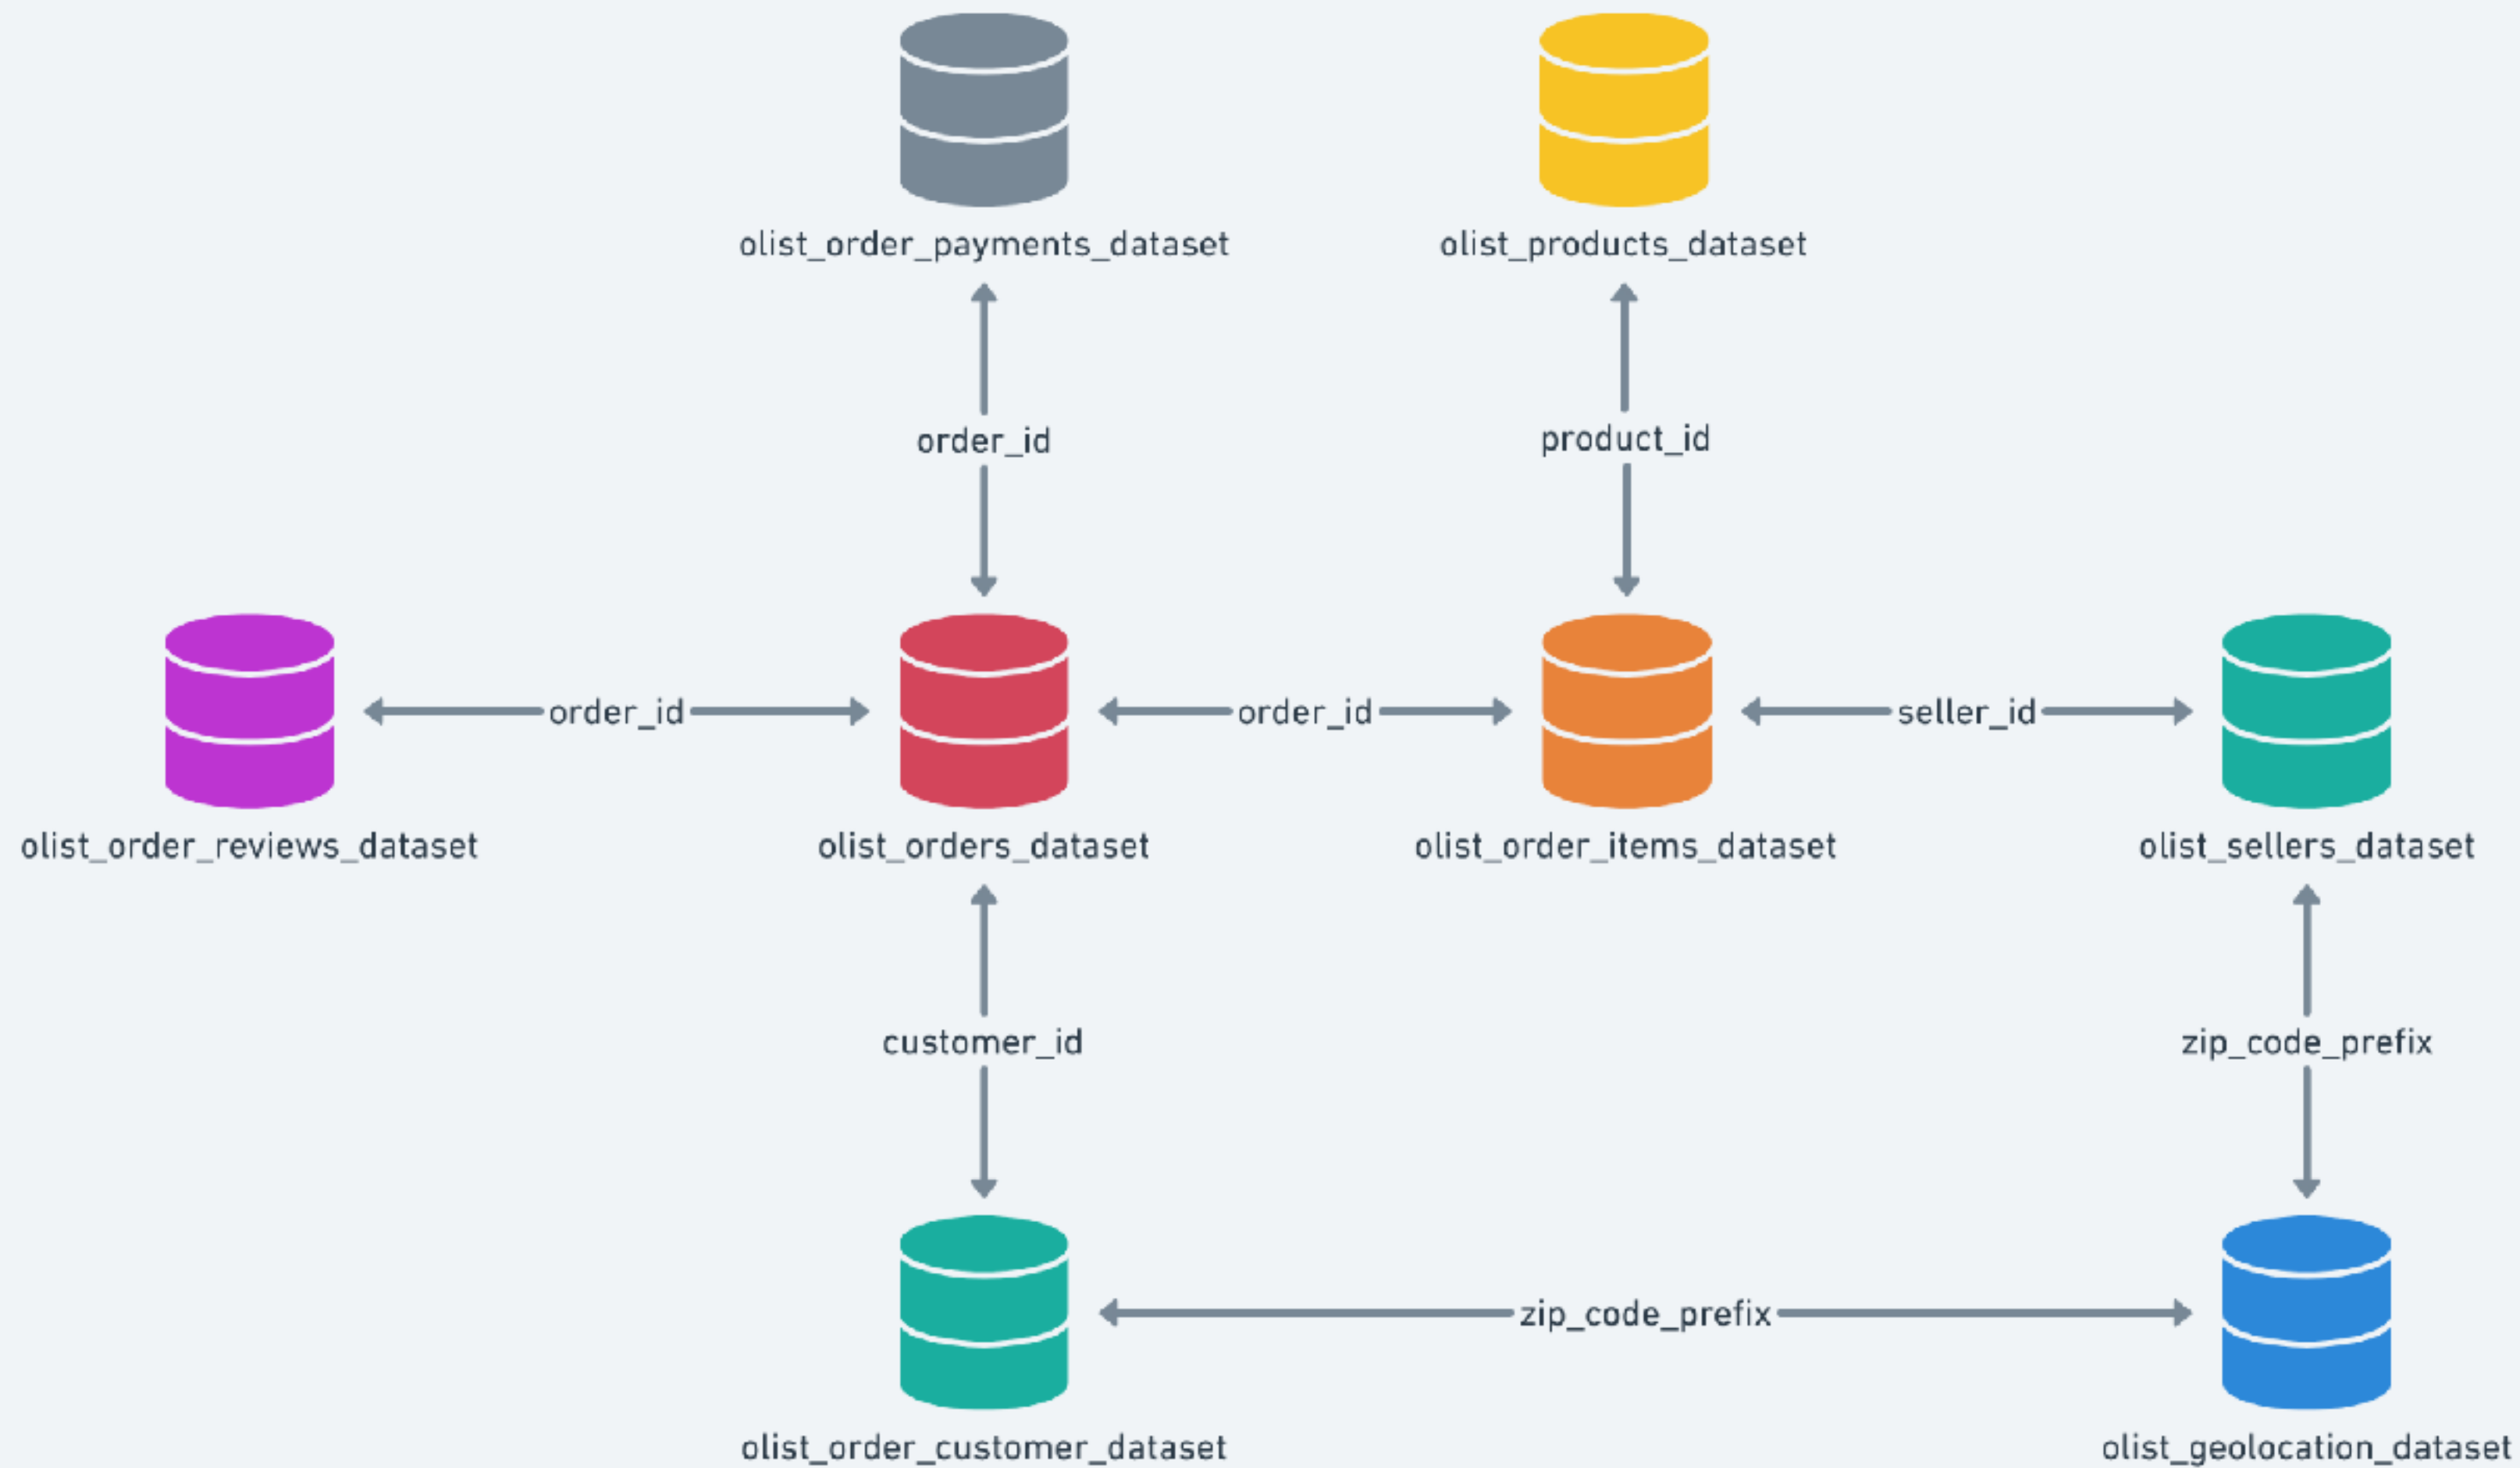 olist_order_payments_dataset
olist_products_dataset
order_id
product_id
order_id
order_id
seller_id
olist_order_reviews_dataset
olist_orders_dataset
olist_order_items_dataset
olist_sellers_dataset
customer_id
zip_code_prefix
zip_code_prefix
olist_order_customer_dataset
olist_geolocation_dataset